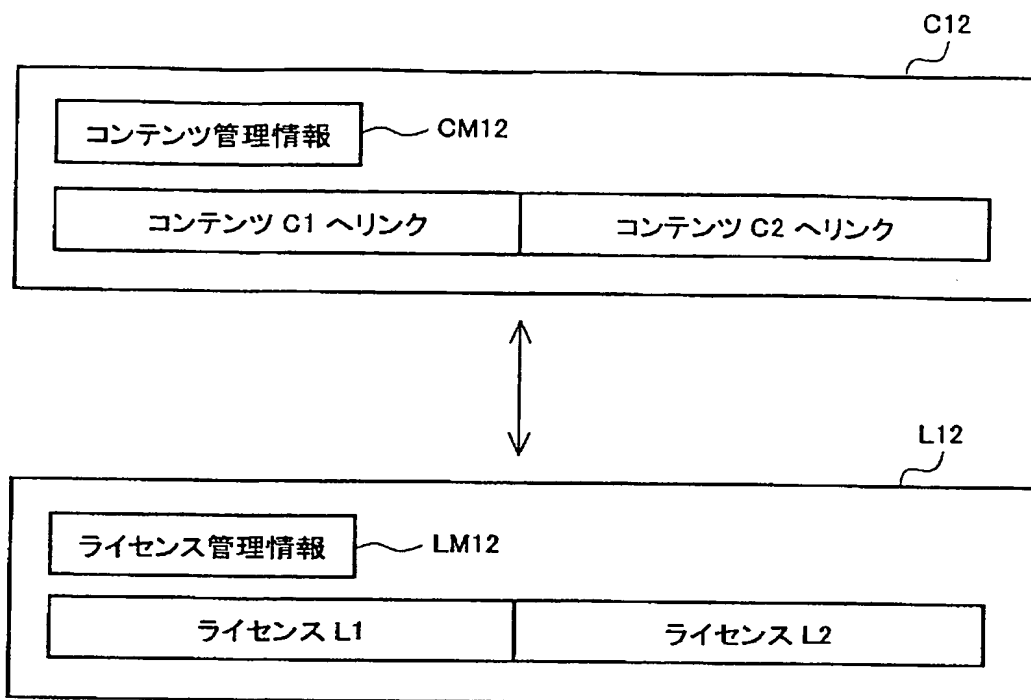 C12
コンテンツ管理情報 CM12
コンテンツ C1 へリンク コンテンツ C2 へリンク
L12
ライセンス管理情報 LM12
ライセンス L1 ライセンス L2